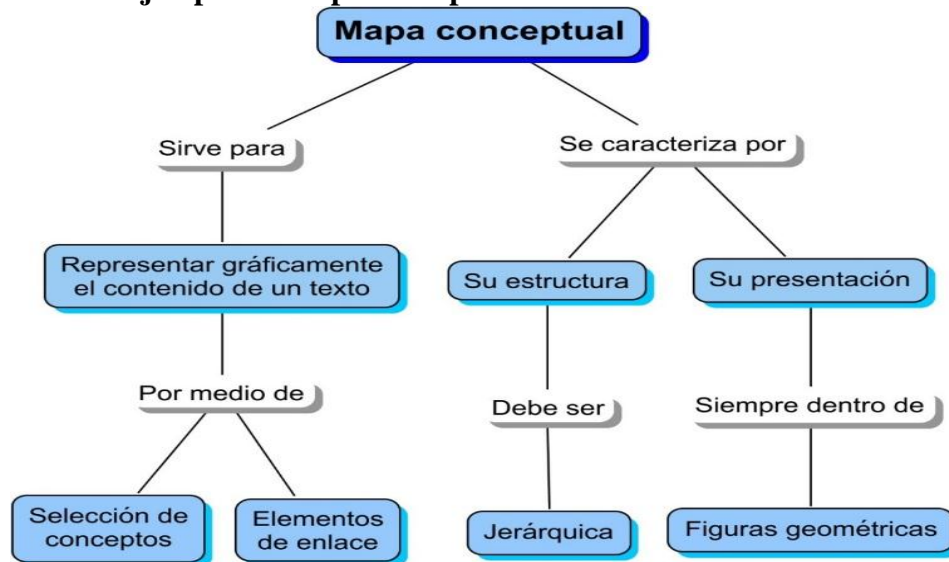 Mapa conceptual
Sirve para
Se caracteriza por
Representar gráficamente
el contenido de un texto
Su estructura
Su presentación
Por medio de
Debe ser
Siempre dentro de
Selección de
conceptos
Elementos
de enlace
Jerárquica
Figuras geométricas